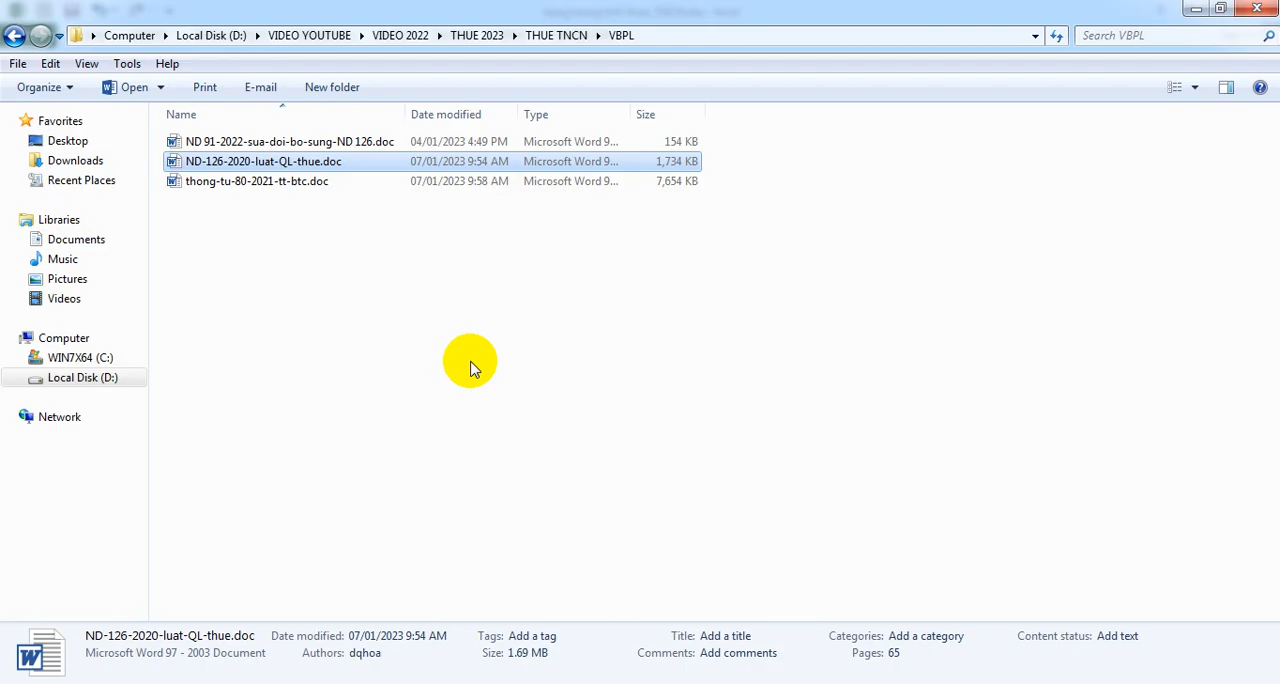 Computer Local Disk (D:) VIDEO YOUTUBE VIDEO 2022 THUE 2023 THUE TNCN VBPL Search VBPL
File Edit View Tools Help
Organize Open Print E-mail New folder
Name Date modified Type Size
Favorites
Desktop
Downloads
Recent Places
Libraries
Documents
Music
Pictures
Videos
Computer
WIN7X64 (C:)
Local Disk (D:)
Network
ND 91-2022-sua-doi-bo-sung-ND 126.doc 04/01/2023 4:49 PM Microsoft Word 9... 154 KB
ND-126-2020-luat-QL-thue.doc 07/01/2023 9:54 AM Microsoft Word 9... 1,734 KB
thong-tu-80-2021-tt-btc.doc 07/01/2023 9:58 AM Microsoft Word 9... 7,654 KB
ND-126-2020-luat-QL-thue.doc Date modified: 07/01/2023 9:54 AM Tags: Add a tag Title: Add a title Categories: Add a category Content status: Add text
Microsoft Word 97 - 2003 Document Authors: dqhoa Size: 1.69 MB Comments: Add comments Pages: 65